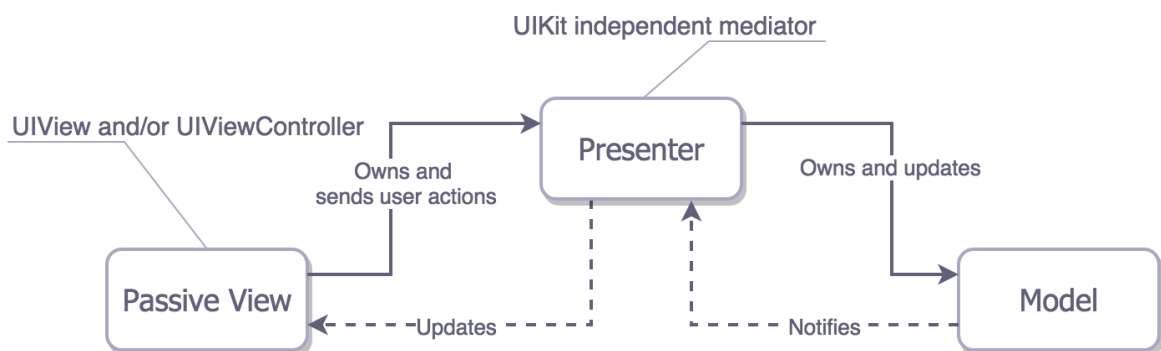 UIKit independent mediator
UIView and/or UIViewController
Presenter
Owns and
sends user actions
Owns and updates
Passive View
Updates
Notifies
Model